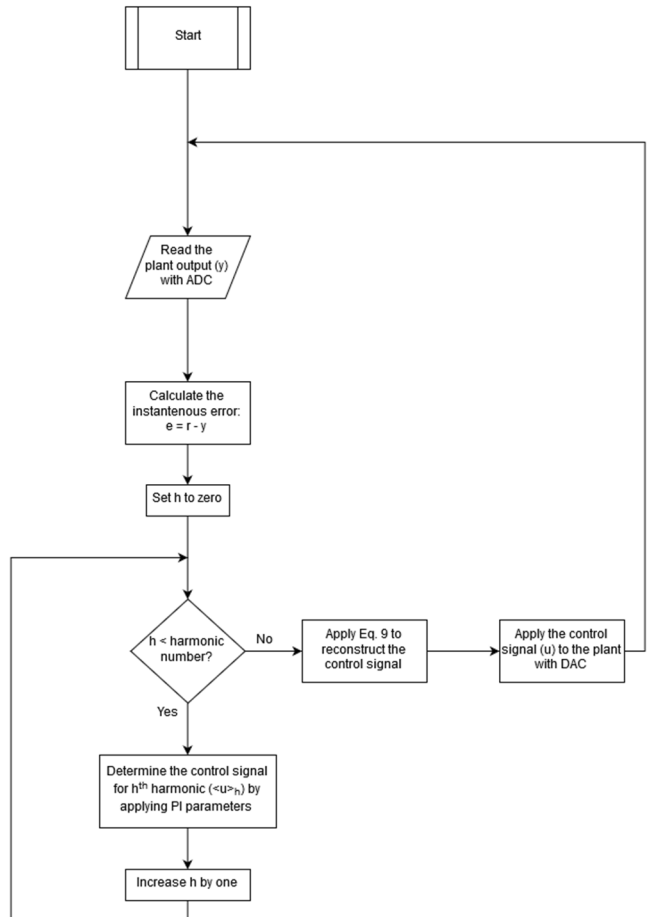 Start
Read the
plant output (y)
with ADC
Calculate the
instantenous error:
e = r - y
Set h to zero
h < harmonic
number?
No
Apply Eq. 9 to
reconstruct the
control signal
Apply the control
signal (u) to the plant
with DAC
Yes
Determine the control signal
for hᵗʰ harmonic (<u>ₕ) by
applying PI parameters
Increase h by one